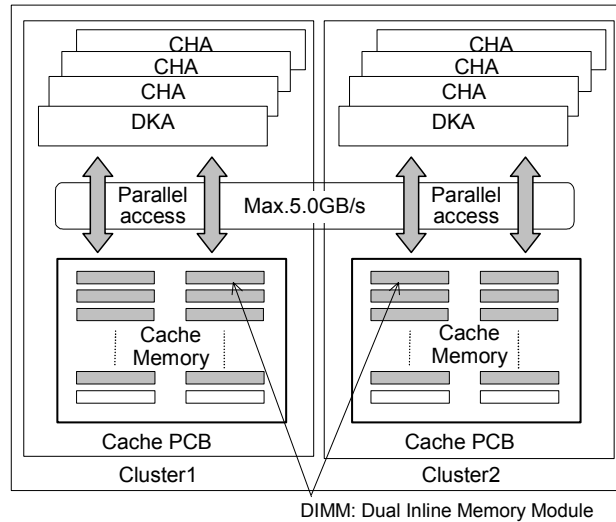 CHA CHA
CHA CHA
CHA CHA
DKA DKA
Parallel
access
Max.5.0GB/s
Parallel
access
Cache
Memory
Cache
Memory
Cache PCB Cache PCB
Cluster1 Cluster2
DIMM: Dual Inline Memory Module